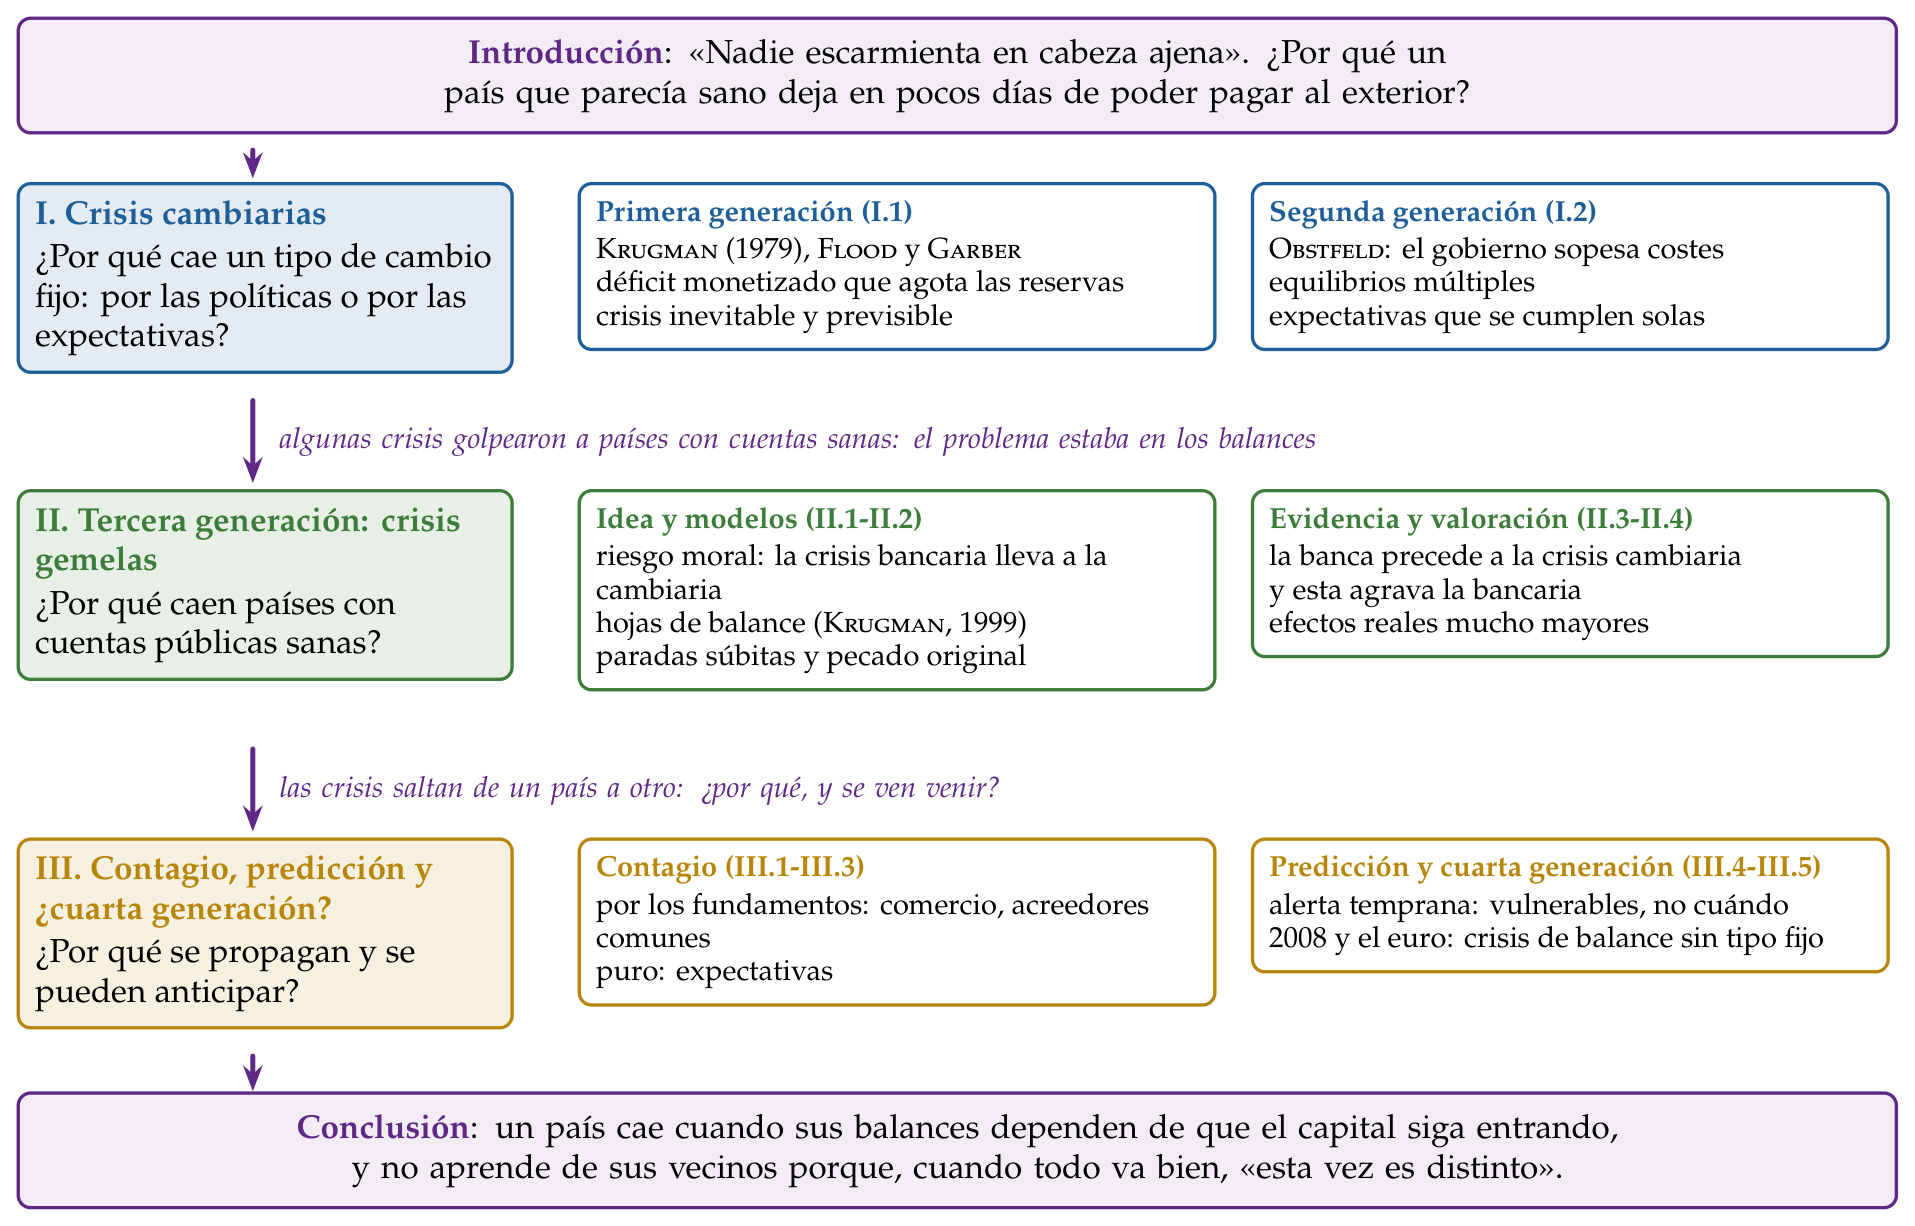 Introducción: «Nadie escarmienta en cabeza ajena». ¿Por qué un
país que parecía sano deja en pocos días de poder pagar al exterior?
I. Crisis cambiarias
¿Por qué cae un tipo de cambio
fijo: por las políticas o por las
expectativas?
Primera generación (I.1)
Krugman (1979), Flood y Garber
déficit monetizado que agota las reservas
crisis inevitable y previsible
Segunda generación (I.2)
Obstfeld: el gobierno sopesa costes
equilibrios múltiples
expectativas que se cumplen solas
algunas crisis golpearon a países con cuentas sanas: el problema estaba en los balances
II. Tercera generación: crisis
gemelas
¿Por qué caen países con
cuentas públicas sanas?
Idea y modelos (II.1-II.2)
riesgo moral: la crisis bancaria lleva a la
cambiaria
hojas de balance (Krugman, 1999)
paradas súbitas y pecado original
Evidencia y valoración (II.3-II.4)
la banca precede a la crisis cambiaria
y esta agrava la bancaria
efectos reales mucho mayores
las crisis saltan de un país a otro: ¿por qué, y se ven venir?
III. Contagio, predicción y
¿cuarta generación?
¿Por qué se propagan y se
pueden anticipar?
Contagio (III.1-III.3)
por los fundamentos: comercio, acreedores
comunes
puro: expectativas
Predicción y cuarta generación (III.4-III.5)
alerta temprana: vulnerables, no cuándo
2008 y el euro: crisis de balance sin tipo fijo
Conclusión: un país cae cuando sus balances dependen de que el capital siga entrando,
y no aprende de sus vecinos porque, cuando todo va bien, «esta vez es distinto».